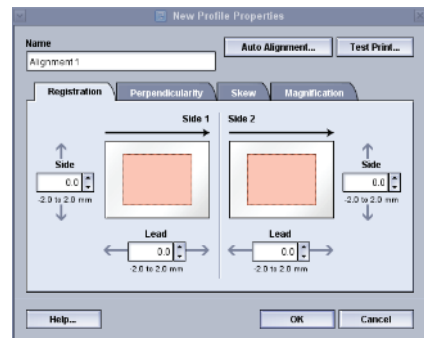 New Profile Properties
Name
Auto Alignment...
Test Print...
Alignment 1
Registration
Perpendicularity
Skew
Magnification
Side 1
Side 2
Side
0.0
-2.0 to 2.0 mm
Side
0.0
-2.0 to 2.0 mm
Lead
0.0
-2.0 to 2.0 mm
Lead
0.0
-2.0 to 2.0 mm
Help...
OK
Cancel